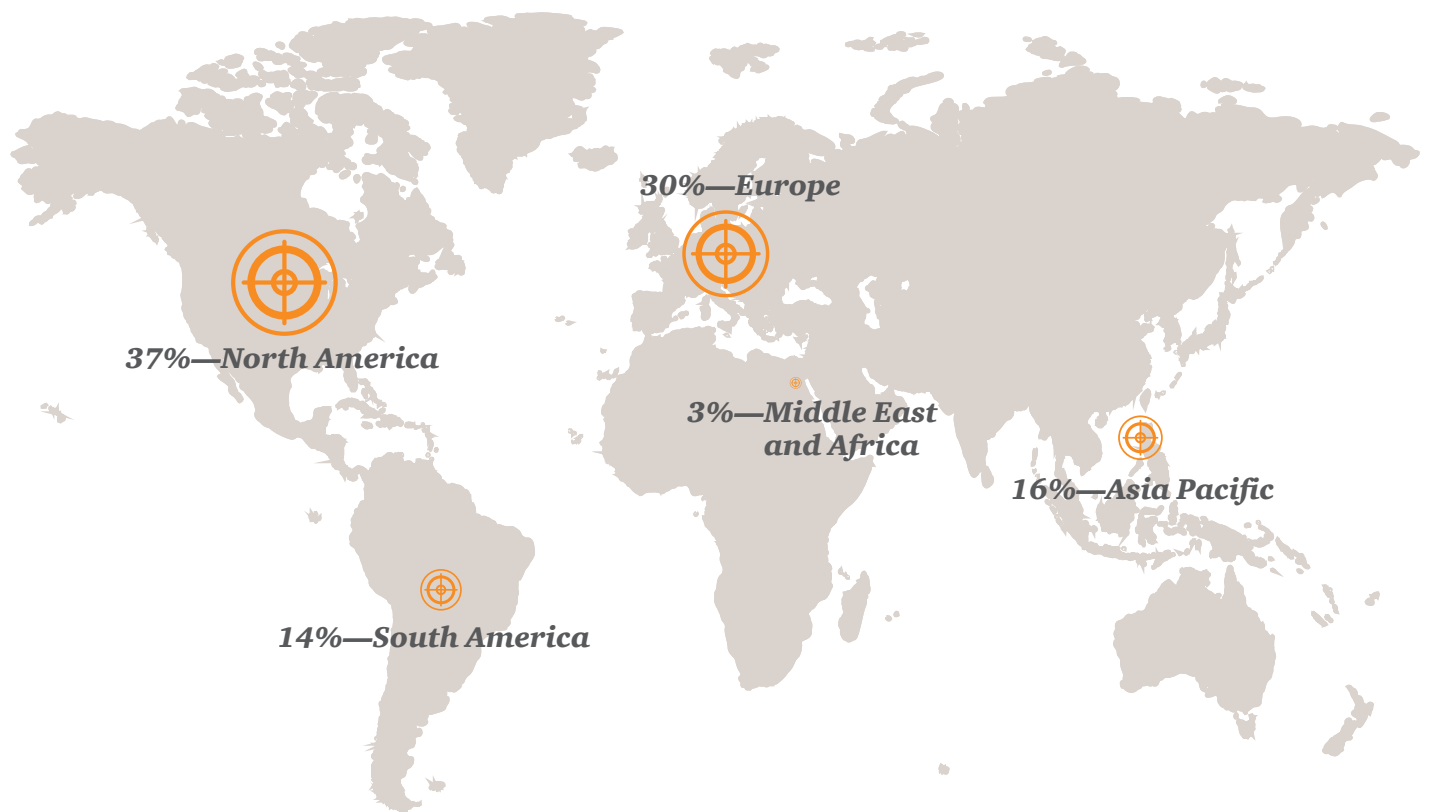 30%—Europe
37%—North America
3%—Middle East
and Africa
16%—Asia Pacific
14%—South America